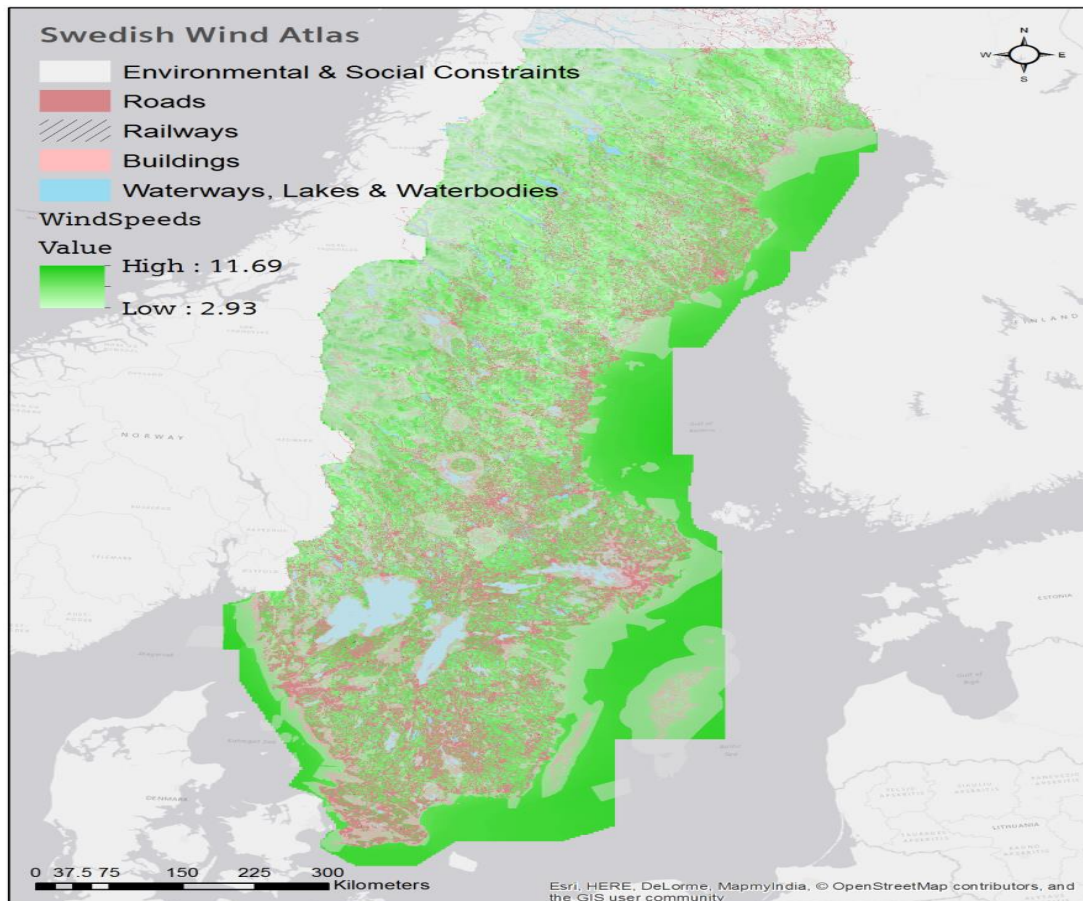 Swedish Wind Atlas
Environmental & Social Constraints
Roads
Railways
Buildings
Waterways, Lakes & Waterbodies
WindSpeeds
Value
High : 11.69
Low : 2.93
N
W E
S
FINLAND
NORWAY
ESTONIA
DENMARK
LITHUANIA
0 37.5 75 150 225 300
Kilometers
Esri, HERE, DeLorme, MapmyIndia, © OpenStreetMap contributors, and
the GIS user community